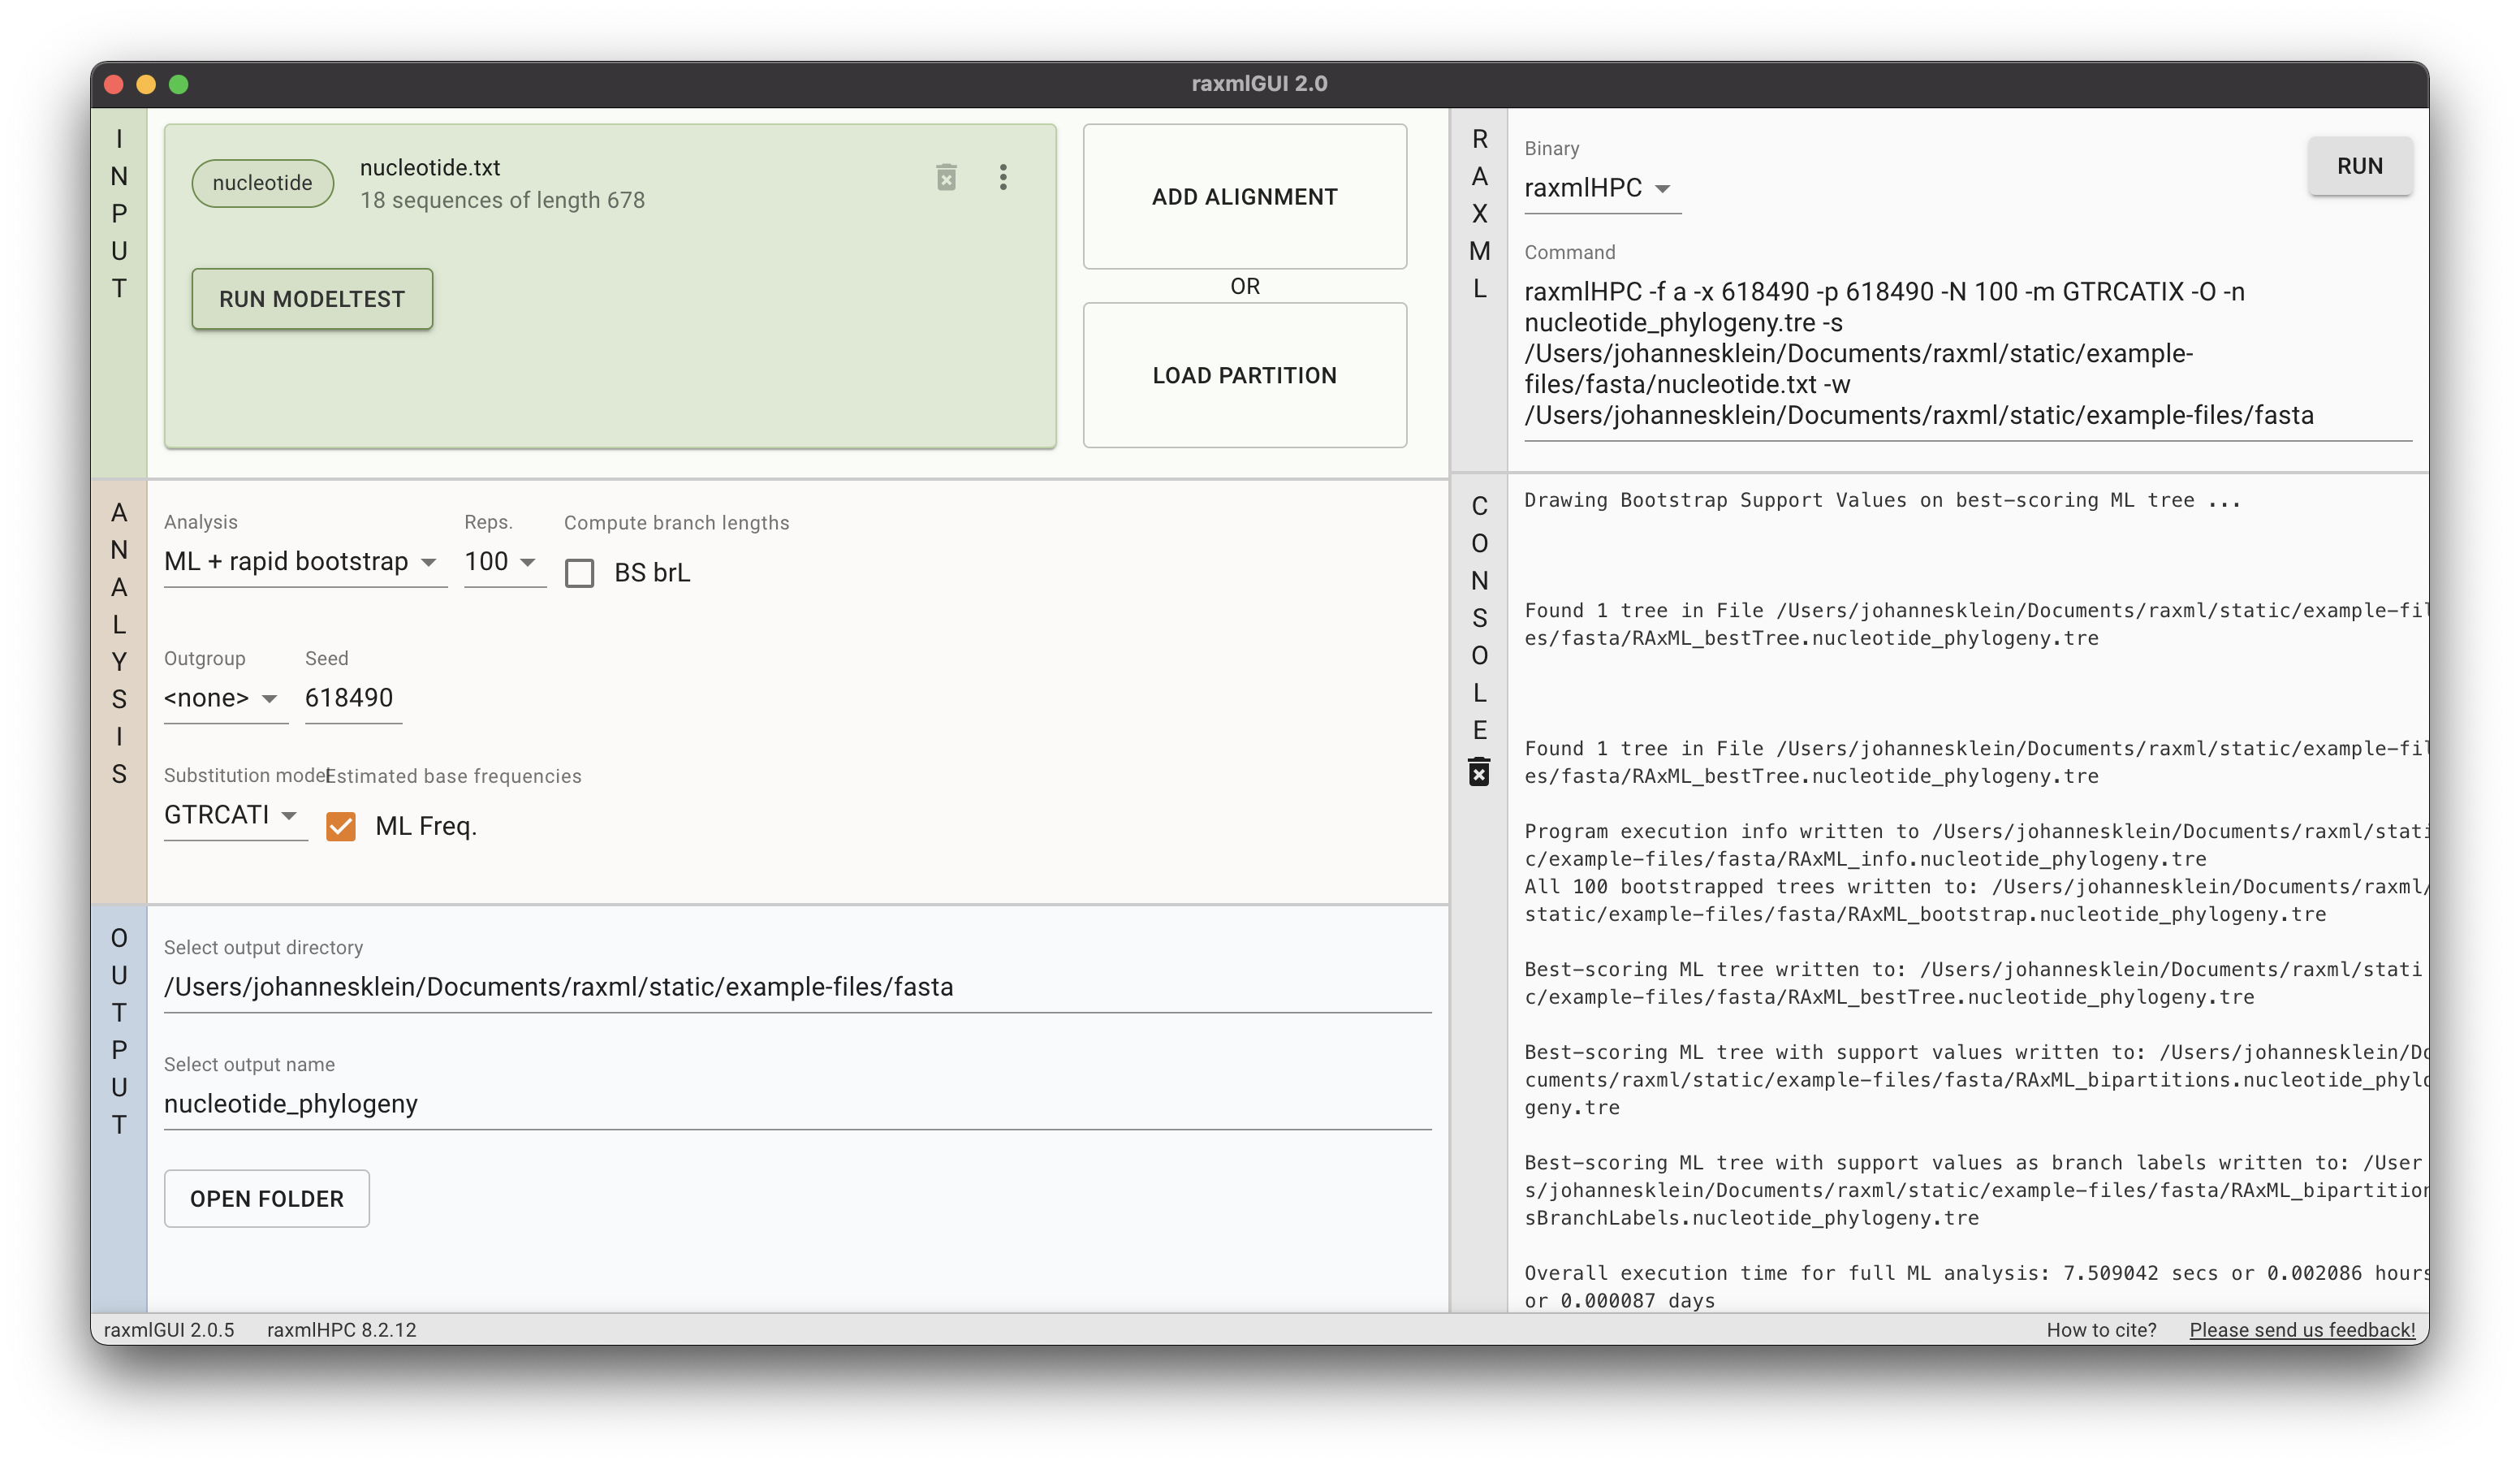 raxmlGUI 2.0
INPUT
nucleotide
nucleotide.txt
18 sequences of length 678
RUN MODELTEST
ADD ALIGNMENT
OR
LOAD PARTITION
ANALYSIS
Analysis
ML + rapid bootstrap
Reps.
100
Compute branch lengths
BS brL
Outgroup
<none>
Seed
618490
Substitution model
GTRCATI
Estimated base frequencies
ML Freq.
OUTPUT
Select output directory
/Users/johannesklein/Documents/raxml/static/example-files/fasta
Select output name
nucleotide_phylogeny
OPEN FOLDER
RAXML
Binary
raxmlHPC
RUN
Command
raxmlHPC -f a -x 618490 -p 618490 -N 100 -m GTRCATIX -O -n
nucleotide_phylogeny.tre -s
/Users/johannesklein/Documents/raxml/static/example-
files/fasta/nucleotide.txt -w
/Users/johannesklein/Documents/raxml/static/example-files/fasta
CONSOLE
Drawing Bootstrap Support Values on best-scoring ML tree ...
Found 1 tree in File /Users/johannesklein/Documents/raxml/static/example-fil
es/fasta/RAxML_bestTree.nucleotide_phylogeny.tre
Found 1 tree in File /Users/johannesklein/Documents/raxml/static/example-fil
es/fasta/RAxML_bestTree.nucleotide_phylogeny.tre
Program execution info written to /Users/johannesklein/Documents/raxml/stati
c/example-files/fasta/RAxML_info.nucleotide_phylogeny.tre
All 100 bootstrapped trees written to: /Users/johannesklein/Documents/raxml/
static/example-files/fasta/RAxML_bootstrap.nucleotide_phylogeny.tre
Best-scoring ML tree written to: /Users/johannesklein/Documents/raxml/stati
c/example-files/fasta/RAxML_bestTree.nucleotide_phylogeny.tre
Best-scoring ML tree with support values written to: /Users/johannesklein/Do
cuments/raxml/static/example-files/fasta/RAxML_bipartitions.nucleotide_phylo
geny.tre
Best-scoring ML tree with support values as branch labels written to: /User
s/johannesklein/Documents/raxml/static/example-files/fasta/RAxML_bipartition
sBranchLabels.nucleotide_phylogeny.tre
Overall execution time for full ML analysis: 7.509042 secs or 0.002086 hours
or 0.000087 days
raxmlGUI 2.0.5
raxmlHPC 8.2.12
How to cite?
Please send us feedback!